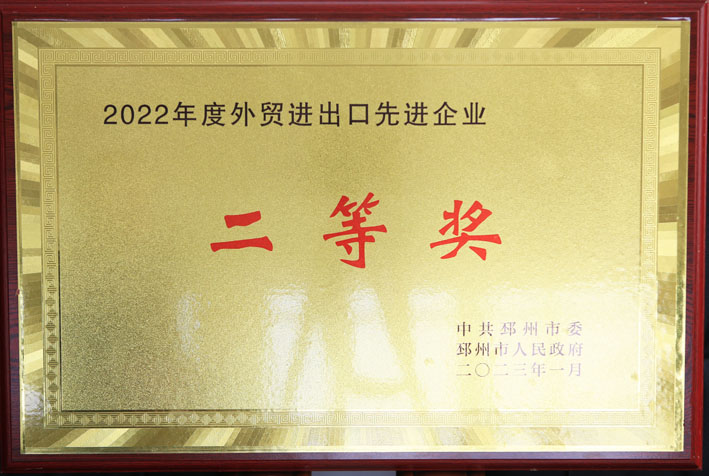 2022年度外贸进出口先进企业
二等奖
中共邳州市委
邳州市人民政府
二〇二三年一月